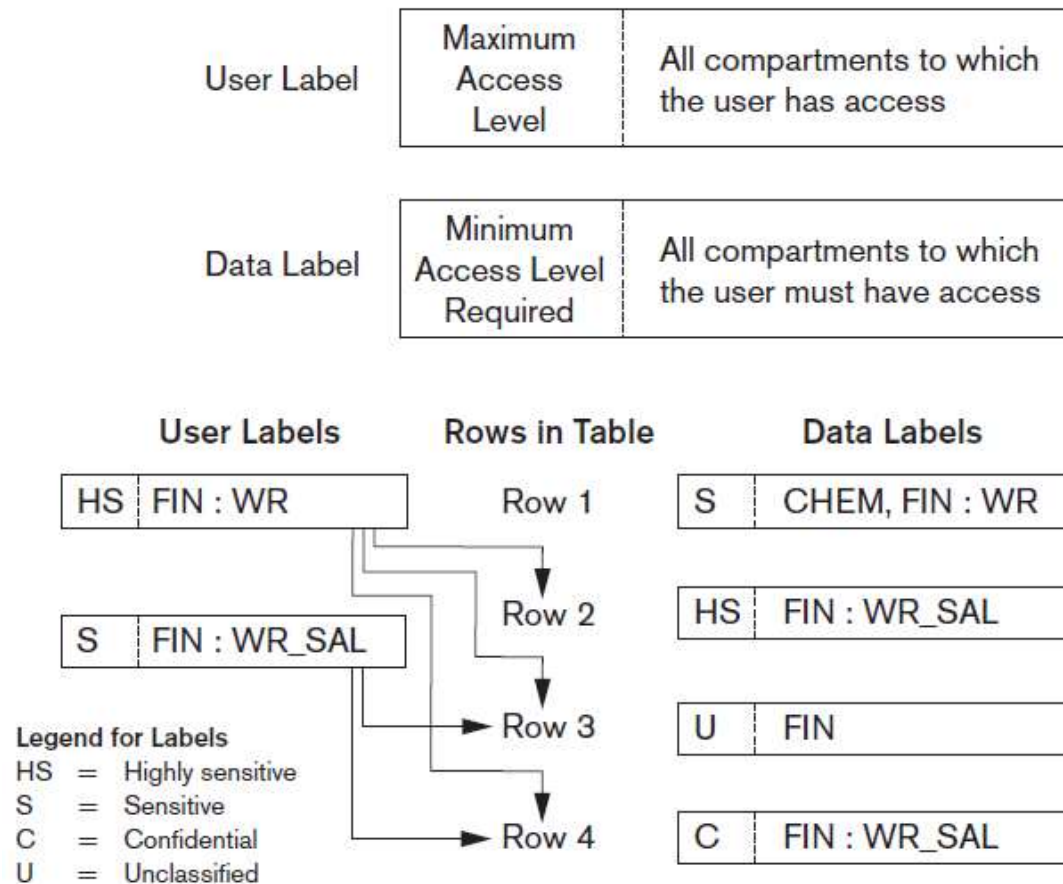 User Label
Maximum
Access
Level
All compartments to which
the user has access
Data Label
Minimum
Access Level
Required
All compartments to which
the user must have access
User Labels
Rows in Table
Data Labels
HS FIN : WR
Row 1
S CHEM, FIN : WR
Row 2
HS FIN : WR_SAL
S FIN : WR_SAL
Row 3
U FIN
Legend for Labels
HS = Highly sensitive
S = Sensitive
C = Confidential
U = Unclassified
Row 4
C FIN : WR_SAL